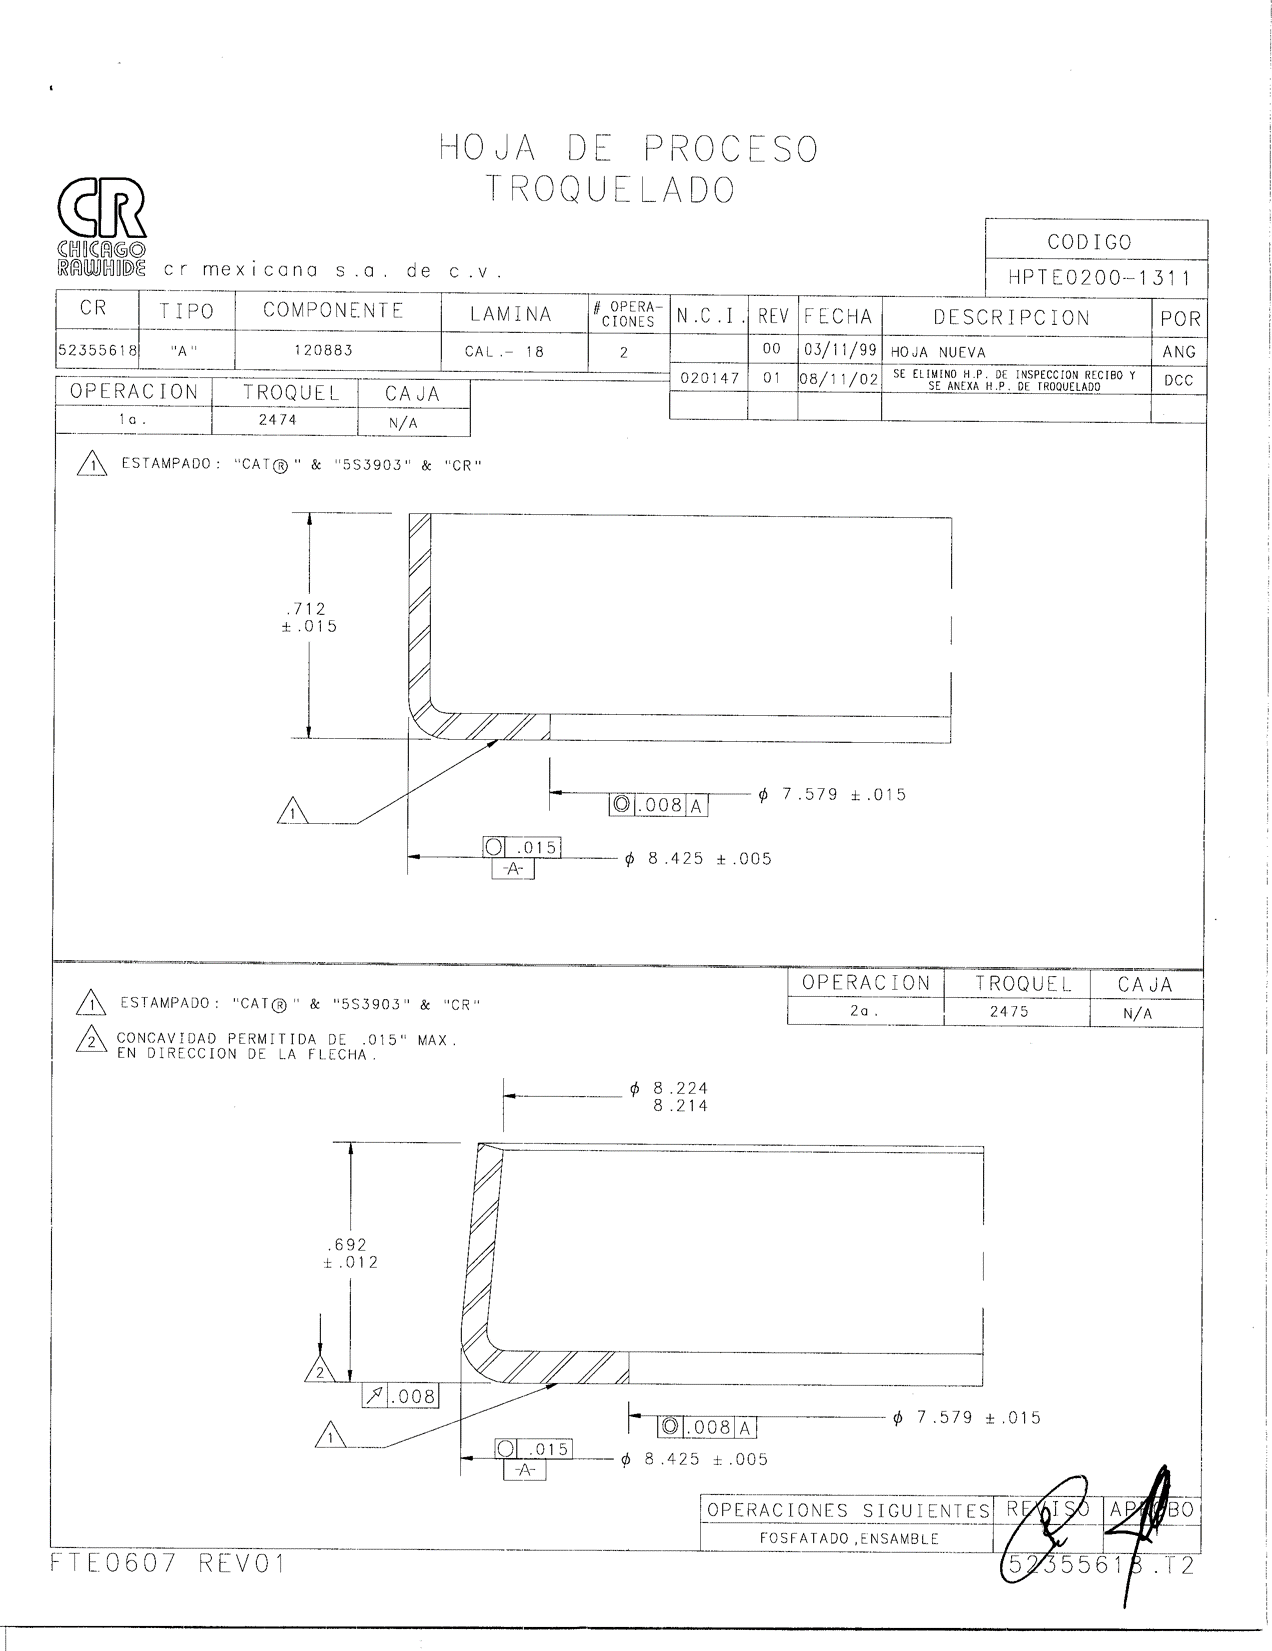 HOJA DE PROCESO
TROQUELADO
CR
CHICAGO
RAWHIDE
cr mexicana s.a. de c.v.
CODIGO
HPTE0200-1311
CR TIPO COMPONENTE LAMINA # OPERA-CIONES N.C.I. REV FECHA DESCRIPCION POR
52355618 "A" 120883 CAL.- 18 2 00 03/11/99 HOJA NUEVA ANG
020147 01 08/11/02 SE ELIMINO H.P. DE INSPECCION RECIBO Y DCC
SE ANEXA H.P. DE TROQUELADO
OPERACION TROQUEL CAJA
1a. 2474 N/A
1 ESTAMPADO: "CAT®" & "5S3903" & "CR"
.712
±.015
1
◎ .008 A ϕ 7.579 ±.015
○ .015 ϕ 8.425 ±.005
-A-
OPERACION TROQUEL CAJA
2a. 2475 N/A
1 ESTAMPADO: "CAT®" & "5S3903" & "CR"
2 CONCAVIDAD PERMITIDA DE .015" MAX.
EN DIRECCION DE LA FLECHA.
ϕ 8.224
8.214
.692
±.012
2
↗ .008
1
◎ .008 A ϕ 7.579 ±.015
○ .015 ϕ 8.425 ±.005
-A-
OPERACIONES SIGUIENTES REVISO APROBO
FOSFATADO,ENSAMBLE
FTE0607 REV01
52355618.T2